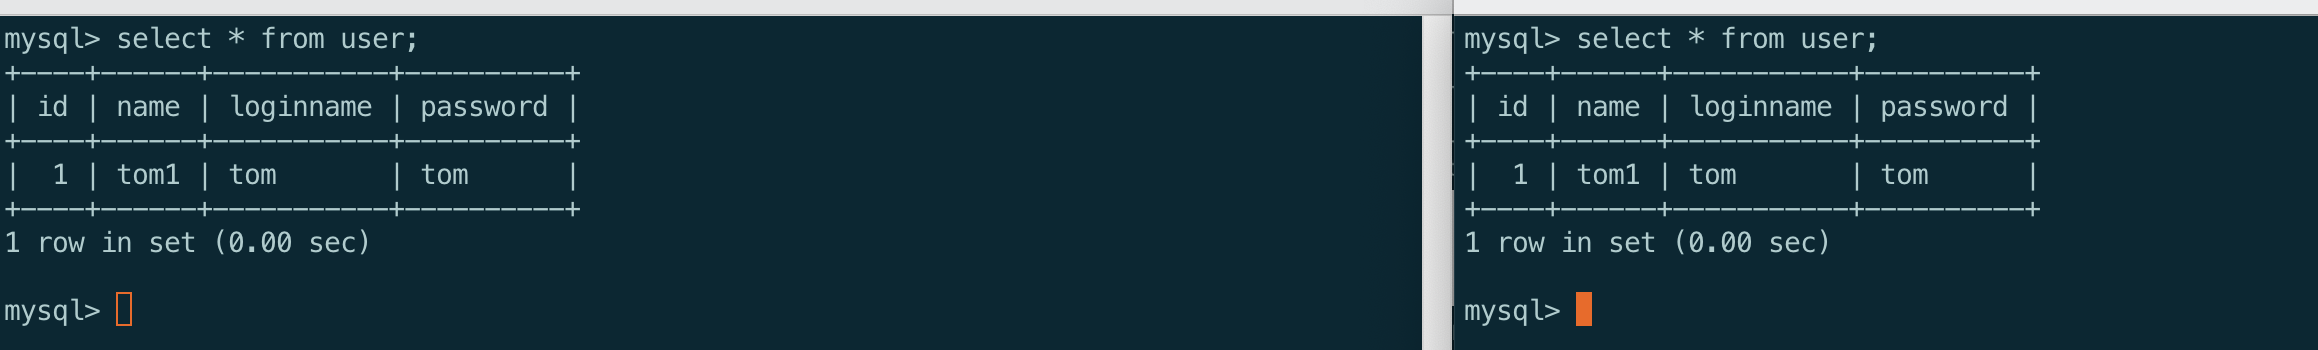 mysql> select * from user;
+----+------+-----------+----------+
| id | name | loginname | password |
+----+------+-----------+----------+
|  1 | tom1 | tom       | tom      |
+----+------+-----------+----------+
1 row in set (0.00 sec)
mysql>
mysql> select * from user;
+----+------+-----------+----------+
| id | name | loginname | password |
+----+------+-----------+----------+
|  1 | tom1 | tom       | tom      |
+----+------+-----------+----------+
1 row in set (0.00 sec)
mysql>